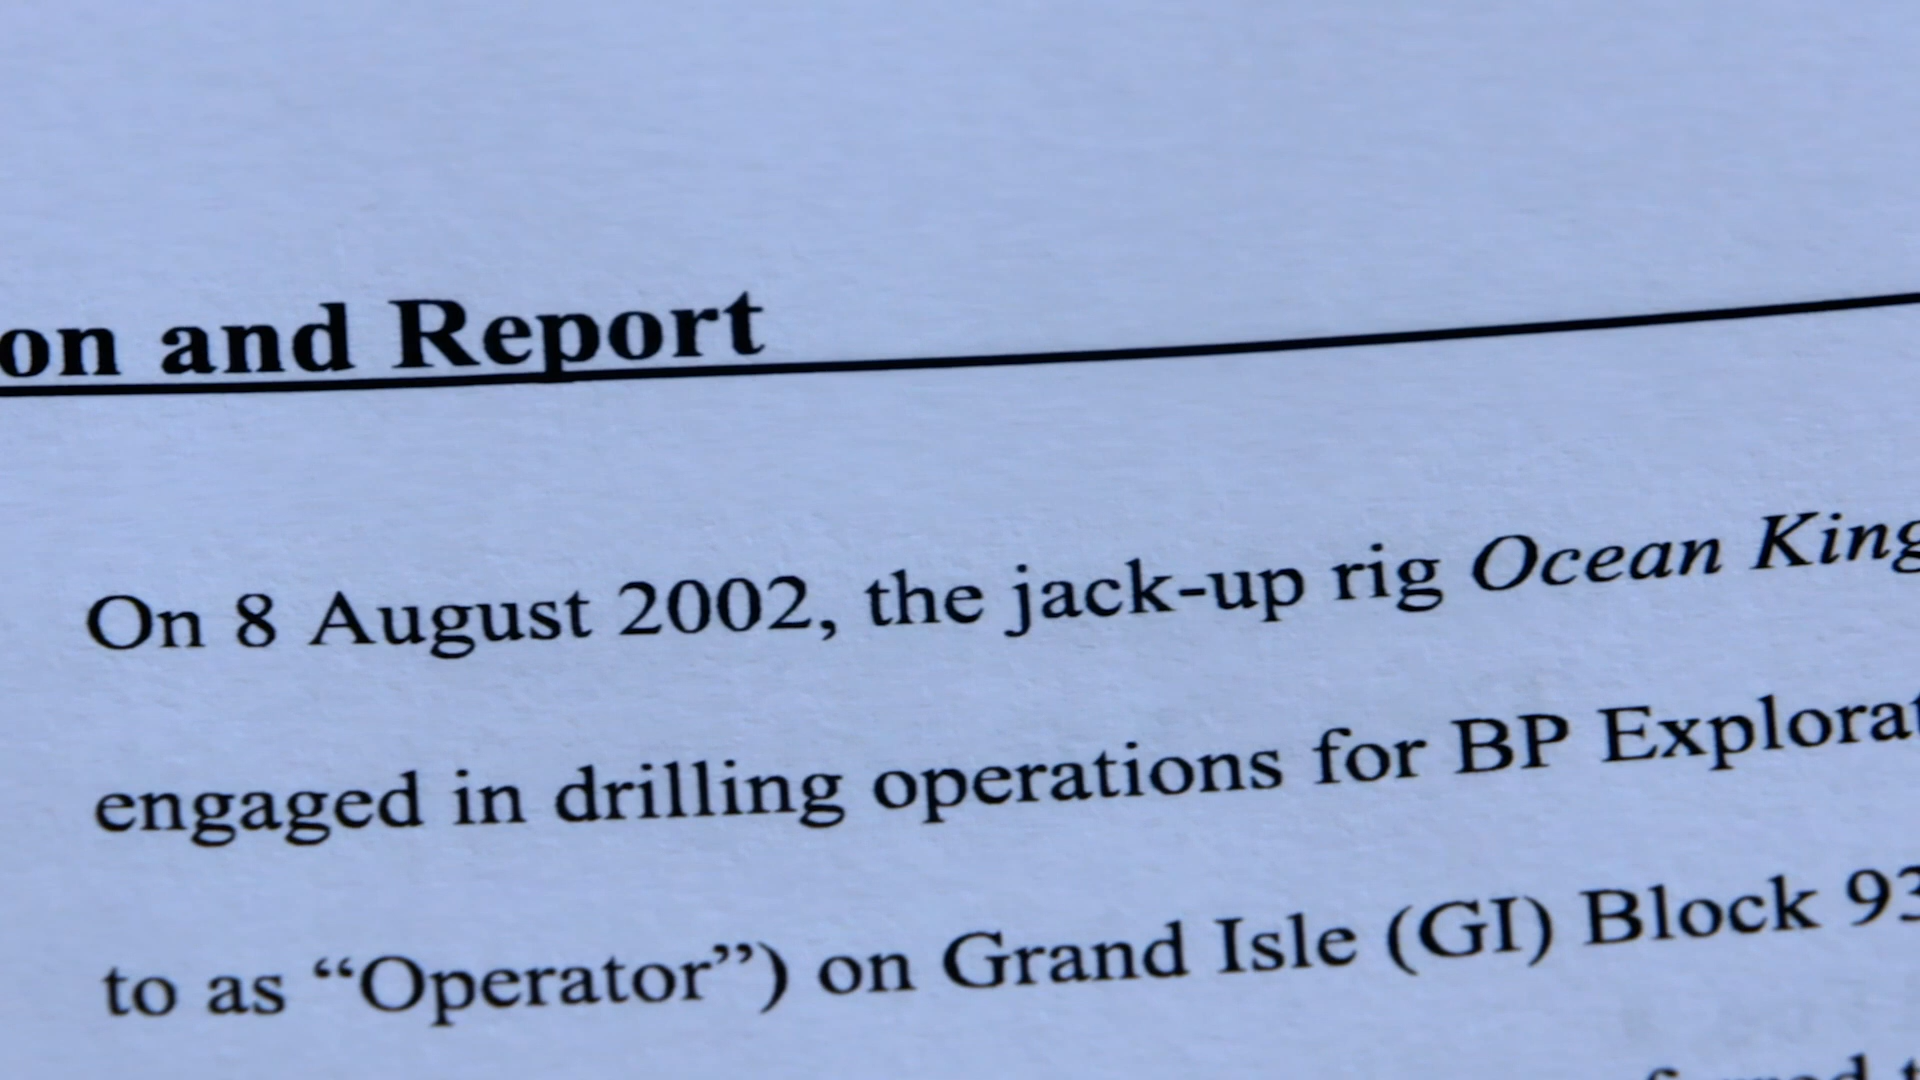 on and Report
On 8 August 2002, the jack-up rig Ocean King
engaged in drilling operations for BP Explorat
to as “Operator”) on Grand Isle (GI) Block 93